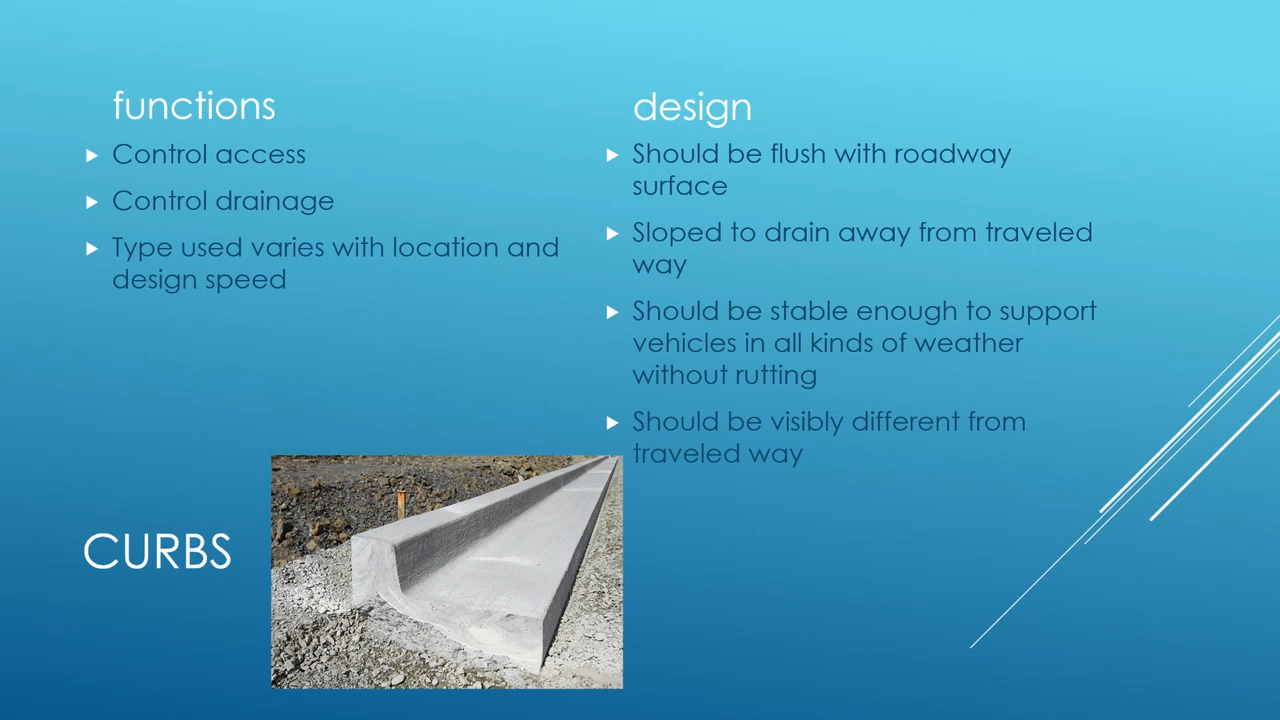 functions
Control access
Control drainage
Type used varies with location and
design speed
design
Should be flush with roadway
surface
Sloped to drain away from traveled
way
Should be stable enough to support
vehicles in all kinds of weather
without rutting
Should be visibly different from
traveled way
CURBS